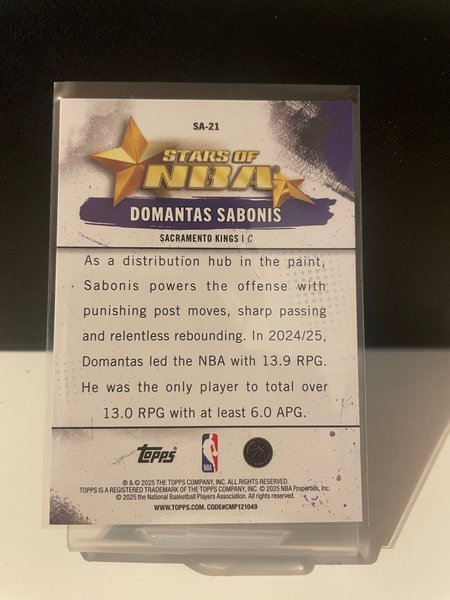 SA-21
STARS OF
NBA
DOMANTAS SABONIS
SACRAMENTO KINGS | C
As a distribution hub in the paint,
Sabonis powers the offense with
punishing post moves, sharp passing
and relentless rebounding. In 2024/25,
Domantas led the NBA with 13.9 RPG.
He was the only player to total over
13.0 RPG with at least 6.0 APG.
Topps
NBA
® & © 2025 THE TOPPS COMPANY, INC. ALL RIGHTS RESERVED.
TOPPS IS A REGISTERED TRADEMARK OF THE TOPPS COMPANY, INC. © 2025 NBA Properties, Inc.
© 2025 the National Basketball Players Association. All rights reserved.
WWW.TOPPS.COM. CODE#CMP121049